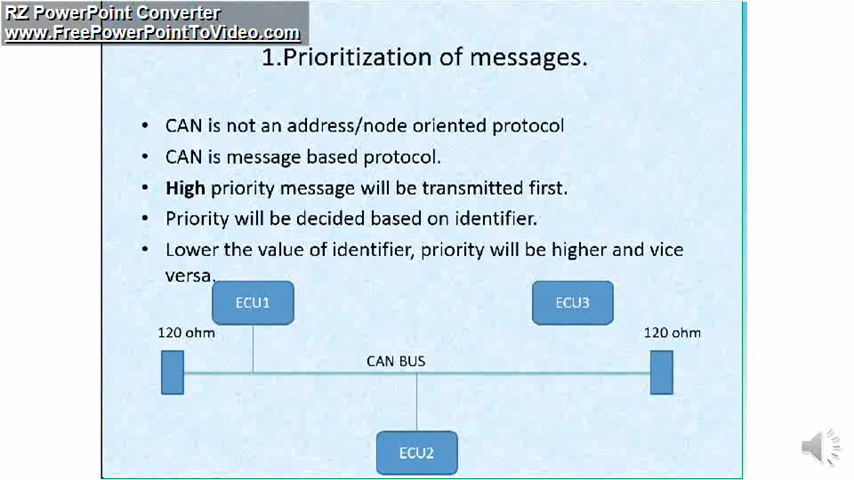 RZ PowerPoint Converter
www.FreePowerPointToVideo.com
1.Prioritization of messages.
• CAN is not an address/node oriented protocol
• CAN is message based protocol.
• High priority message will be transmitted first.
• Priority will be decided based on identifier.
• Lower the value of identifier, priority will be higher and vice
versa.
ECU1
ECU3
120 ohm
120 ohm
CAN BUS
ECU2